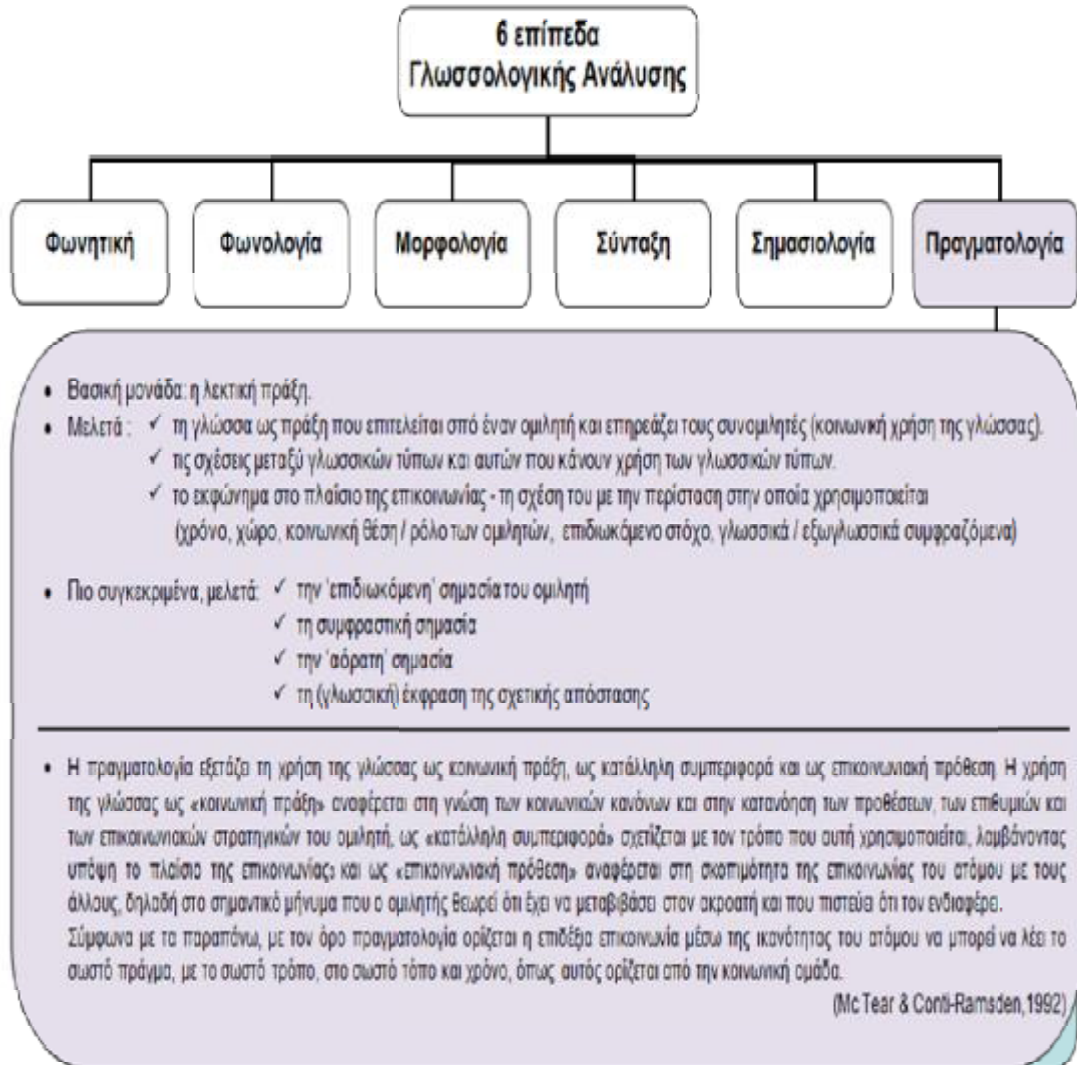 6 επίπεδα
Γλωσσολογικής Ανάλυσης
Φωνητική
Φωνολογία
Μορφολογία
Σύνταξη
Σημασιολογία
Πραγματολογία
• Βασική μονάδα: η λεκτική πράξη.
• Μελετά : ✓ τη γλώσσα ως πράξη που επιτελείται από έναν ομιλητή και επηρεάζει τους συνομιλητές (κοινωνική χρήση της γλώσσας).
✓ τις σχέσεις μεταξύ γλωσσικών τύπων και αυτών που κάνουν χρήση των γλωσσικών τύπων.
✓ το εκφώνημα στο πλαίσιο της επικοινωνίας - τη σχέση του με την περίσταση στην οποία χρησιμοποιείται
(χρόνο, χώρο, κοινωνική θέση / ρόλο των ομιλητών, επιδιωκόμενο στόχο, γλωσσικά / εξωγλωσσικά συμφραζόμενα)
• Πιο συγκεκριμένα, μελετά: ✓ την 'επιδιωκόμενη' σημασία του ομιλητή
✓ τη συμφραστική σημασία
✓ την 'αόρατη' σημασία
✓ τη (γλωσσική) έκφραση της σχετικής απόστασης
• Η πραγματολογία εξετάζει τη χρήση της γλώσσας ως κοινωνική πράξη, ως κατάλληλη συμπεριφορά και ως επικοινωνιακή πρόθεση. Η χρήση
της γλώσσας ως «κοινωνική πράξη» αναφέρεται στη γνώση των κοινωνικών κανόνων και στην κατανόηση των προθέσεων, των επιθυμιών και
των επικοινωνιακών στρατηγικών του ομιλητή, ως «κατάλληλη συμπεριφορά» σχετίζεται με τον τρόπο που αυτή χρησιμοποιείται, λαμβάνοντας
υπόψη το πλαίσιο της επικοινωνίας› και ως «επικοινωνιακή πρόθεση» αναφέρεται στη σκοπιμότητα της επικοινωνίας του ατόμου με τους
άλλους, δηλαδή στο σημαντικό μήνυμα που ο ομιλητής θεωρεί ότι έχει να μεταβιβάσει στον ακροατή και που πιστεύει ότι τον ενδιαφέρει.
Σύμφωνα με τα παραπάνω, με τον όρο πραγματολογία ορίζεται η επιδέξια επικοινωνία μέσω της ικανότητας του ατόμου να μπορεί να λέει το
σωστό πράγμα, με το σωστό τρόπο, στο σωστό τόπο και χρόνο, όπως αυτός ορίζεται από την κοινωνική ομάδα.
(Mc Tear & Conti-Ramsden, 1992)